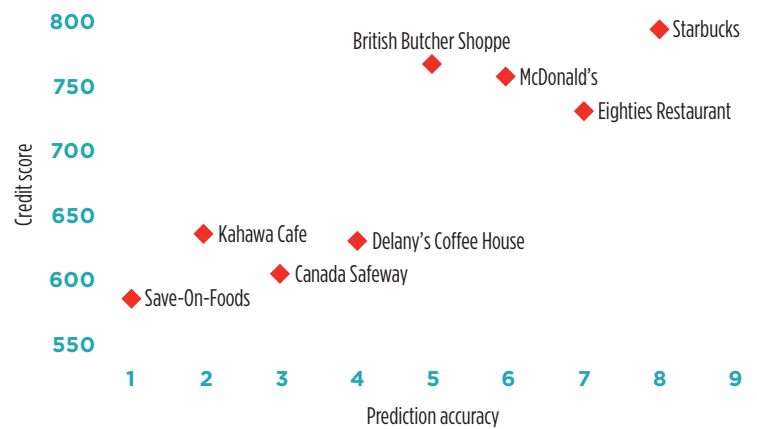 800
Starbucks
British Butcher Shoppe
McDonald's
750
Eighties Restaurant
700
Credit score
650
Kahawa Cafe
Delany's Coffee House
Canada Safeway
600
Save-On-Foods
550
1 2 3 4 5 6 7 8 9
Prediction accuracy